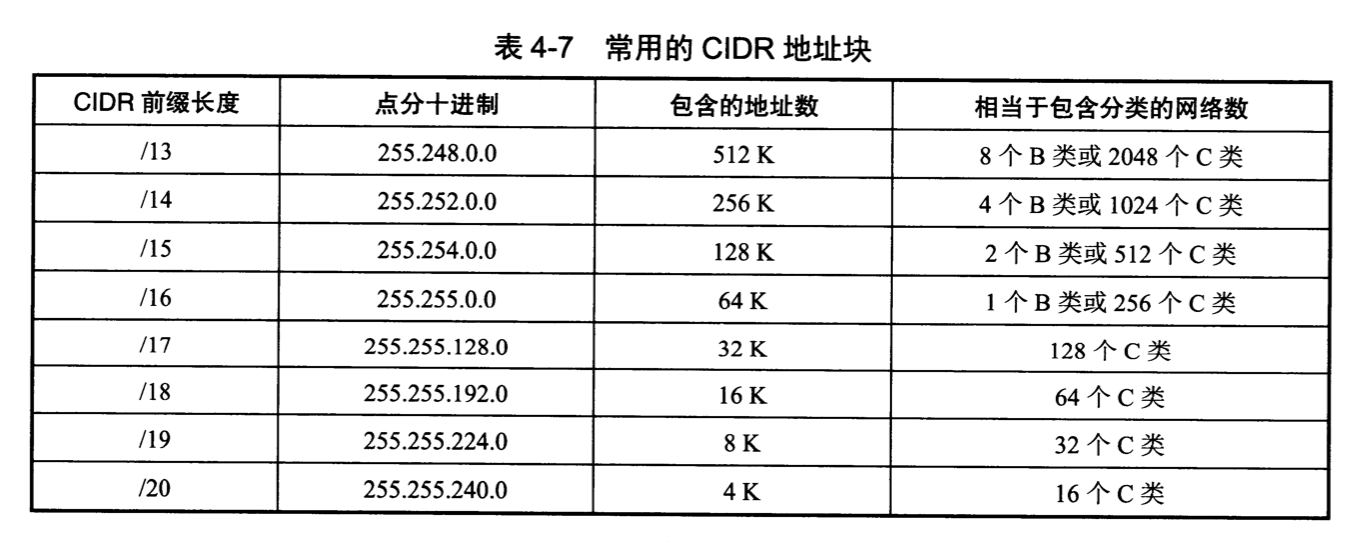 表 4-7 常用的 CIDR 地址块
CIDR 前缀长度 点分十进制 包含的地址数 相当于包含分类的网络数
/13 255.248.0.0 512 K 8 个 B 类或 2048 个 C 类
/14 255.252.0.0 256 K 4 个 B 类或 1024 个 C 类
/15 255.254.0.0 128 K 2 个 B 类或 512 个 C 类
/16 255.255.0.0 64 K 1 个 B 类或 256 个 C 类
/17 255.255.128.0 32 K 128 个 C 类
/18 255.255.192.0 16 K 64 个 C 类
/19 255.255.224.0 8 K 32 个 C 类
/20 255.255.240.0 4 K 16 个 C 类